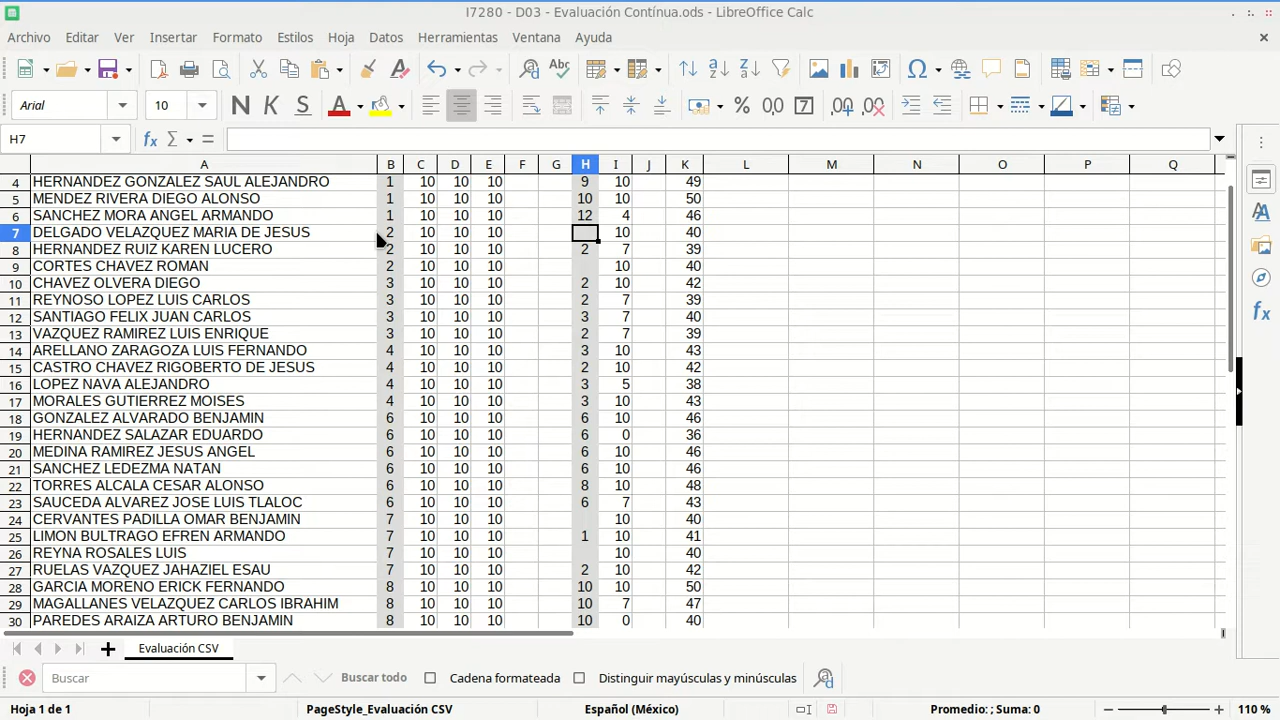 I7280 - D03 - Evaluación Contínua.ods - LibreOffice Calc
Archivo Editar Ver Insertar Formato Estilos Hoja Datos Herramientas Ventana Ayuda
Arial 10 N K S A % 0,0 7
H7
A B C D E F G H I J K L M N O P Q
4 HERNANDEZ GONZALEZ SAUL ALEJANDRO 1 10 10 10 9 10 49
5 MENDEZ RIVERA DIEGO ALONSO 1 10 10 10 10 10 50
6 SANCHEZ MORA ANGEL ARMANDO 1 10 10 10 12 4 46
7 DELGADO VELAZQUEZ MARIA DE JESUS 2 10 10 10 10 40
8 HERNANDEZ RUIZ KAREN LUCERO 2 10 10 10 2 7 39
9 CORTES CHAVEZ ROMAN 2 10 10 10 10 40
10 CHAVEZ OLVERA DIEGO 3 10 10 10 2 10 42
11 REYNOSO LOPEZ LUIS CARLOS 3 10 10 10 2 7 39
12 SANTIAGO FELIX JUAN CARLOS 3 10 10 10 3 7 40
13 VAZQUEZ RAMIREZ LUIS ENRIQUE 3 10 10 10 2 7 39
14 ARELLANO ZARAGOZA LUIS FERNANDO 4 10 10 10 3 10 43
15 CASTRO CHAVEZ RIGOBERTO DE JESUS 4 10 10 10 2 10 42
16 LOPEZ NAVA ALEJANDRO 4 10 10 10 3 5 38
17 MORALES GUTIERREZ MOISES 4 10 10 10 3 10 43
18 GONZALEZ ALVARADO BENJAMIN 6 10 10 10 6 10 46
19 HERNANDEZ SALAZAR EDUARDO 6 10 10 10 6 0 36
20 MEDINA RAMIREZ JESUS ANGEL 6 10 10 10 6 10 46
21 SANCHEZ LEDEZMA NATAN 6 10 10 10 6 10 46
22 TORRES ALCALA CESAR ALONSO 6 10 10 10 8 10 48
23 SAUCEDA ALVAREZ JOSE LUIS TLALOC 6 10 10 10 6 7 43
24 CERVANTES PADILLA OMAR BENJAMIN 7 10 10 10 10 40
25 LIMON BULTRAGO EFREN ARMANDO 7 10 10 10 1 10 41
26 REYNA ROSALES LUIS 7 10 10 10 10 40
27 RUELAS VAZQUEZ JAHAZIEL ESAU 7 10 10 10 2 10 42
28 GARCIA MORENO ERICK FERNANDO 8 10 10 10 10 10 50
29 MAGALLANES VELAZQUEZ CARLOS IBRAHIM 8 10 10 10 10 7 47
30 PAREDES ARAIZA ARTURO BENJAMIN 8 10 10 10 10 0 40
Evaluación CSV
Buscar Buscar todo Cadena formateada Distinguir mayúsculas y minúsculas
Hoja 1 de 1 PageStyle_Evaluación CSV Español (México) Promedio: ; Suma: 0 110 %